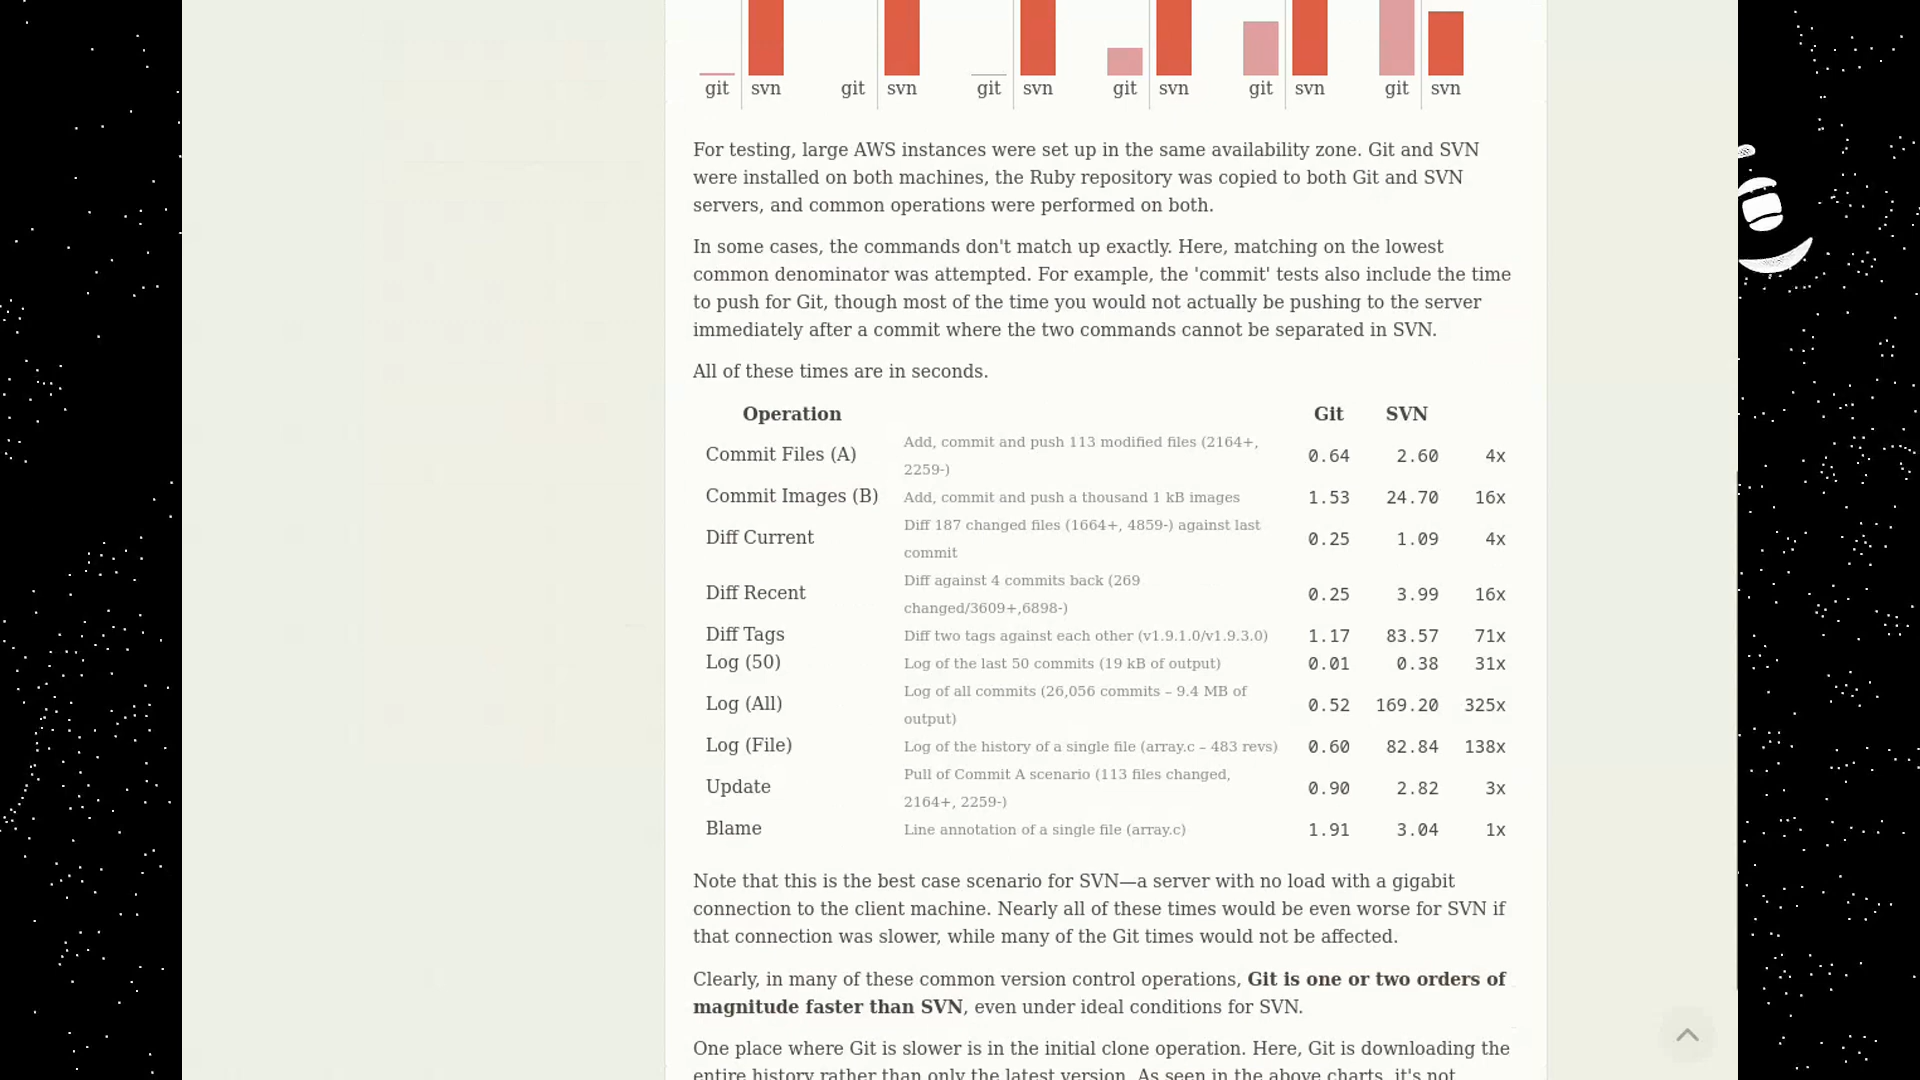 git svn git svn git svn git svn git svn git svn
For testing, large AWS instances were set up in the same availability zone. Git and SVN
were installed on both machines, the Ruby repository was copied to both Git and SVN
servers, and common operations were performed on both.
In some cases, the commands don't match up exactly. Here, matching on the lowest
common denominator was attempted. For example, the 'commit' tests also include the time
to push for Git, though most of the time you would not actually be pushing to the server
immediately after a commit where the two commands cannot be separated in SVN.
All of these times are in seconds.
Operation Git SVN
Commit Files (A) Add, commit and push 113 modified files (2164+,
2259-) 0.64 2.60 4x
Commit Images (B) Add, commit and push a thousand 1 kB images 1.53 24.70 16x
Diff Current Diff 187 changed files (1664+, 4859-) against last
commit 0.25 1.09 4x
Diff Recent Diff against 4 commits back (269
changed/3609+,6898-) 0.25 3.99 16x
Diff Tags Diff two tags against each other (v1.9.1.0/v1.9.3.0) 1.17 83.57 71x
Log (50) Log of the last 50 commits (19 kB of output) 0.01 0.38 31x
Log (All) Log of all commits (26,056 commits – 9.4 MB of
output) 0.52 169.20 325x
Log (File) Log of the history of a single file (array.c – 483 revs) 0.60 82.84 138x
Update Pull of Commit A scenario (113 files changed,
2164+, 2259-) 0.90 2.82 3x
Blame Line annotation of a single file (array.c) 1.91 3.04 1x
Note that this is the best case scenario for SVN—a server with no load with a gigabit
connection to the client machine. Nearly all of these times would be even worse for SVN if
that connection was slower, while many of the Git times would not be affected.
Clearly, in many of these common version control operations, Git is one or two orders of
magnitude faster than SVN, even under ideal conditions for SVN.
One place where Git is slower is in the initial clone operation. Here, Git is downloading the
entire history rather than only the latest version. As seen in the above charts, it's not